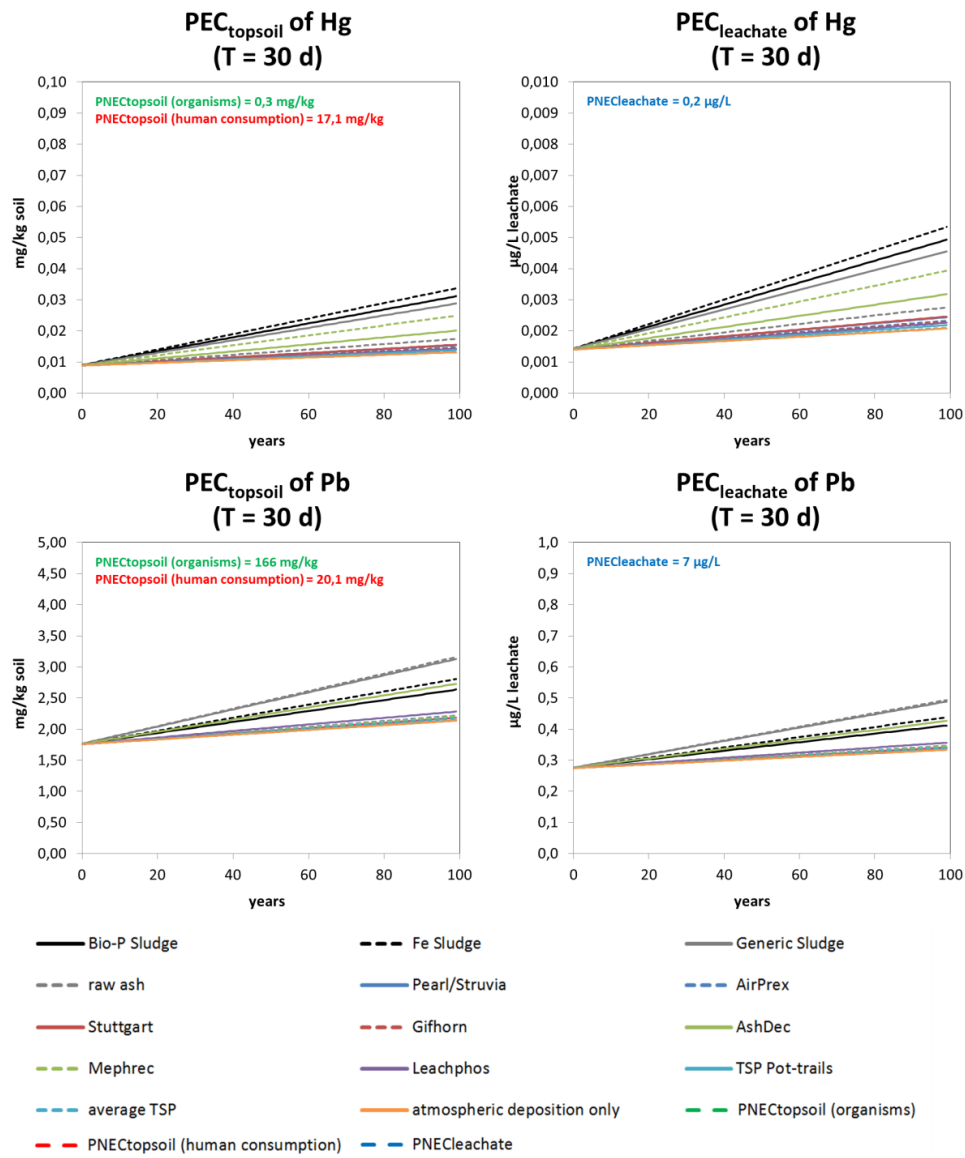 PECtopsoil of Hg
(T = 30 d)
PNECtopsoil (organisms) = 0,3 mg/kg
PNECtopsoil (human consumption) = 17,1 mg/kg
mg/kg soil
0,10
0,09
0,08
0,07
0,06
0,05
0,04
0,03
0,02
0,01
0,00
0 20 40 60 80 100
years
PECleachate of Hg
(T = 30 d)
PNECleachate = 0,2 µg/L
µg/L leachate
0,010
0,009
0,008
0,007
0,006
0,005
0,004
0,003
0,002
0,001
0,000
0 20 40 60 80 100
years
PECtopsoil of Pb
(T = 30 d)
PNECtopsoil (organisms) = 166 mg/kg
PNECtopsoil (human consumption) = 20,1 mg/kg
mg/kg soil
5,00
4,50
4,00
3,50
3,00
2,50
2,00
1,50
1,00
0,50
0,00
0 20 40 60 80 100
years
PECleachate of Pb
(T = 30 d)
PNECleachate = 7 µg/L
µg/L leachate
1,0
0,9
0,8
0,7
0,6
0,5
0,4
0,3
0,2
0,1
0,0
0 20 40 60 80 100
years
Bio-P Sludge Fe Sludge Generic Sludge
raw ash Pearl/Struvia AirPrex
Stuttgart Gifhorn AshDec
Mephrec Leachphos TSP Pot-trails
average TSP atmospheric deposition only PNECtopsoil (organisms)
PNECtopsoil (human consumption) PNECleachate